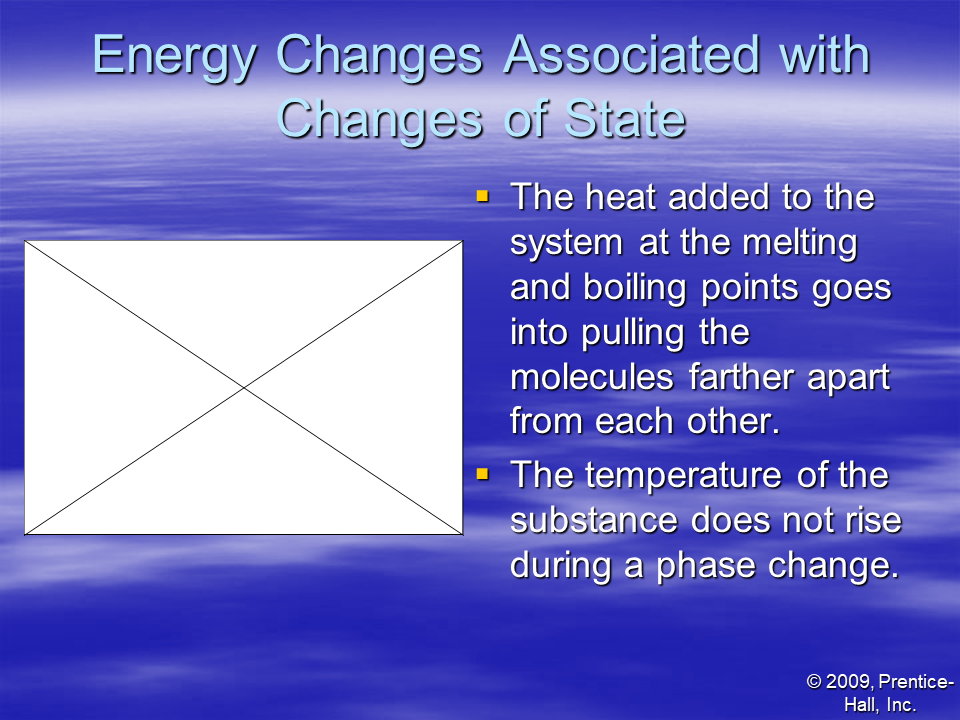 Energy Changes Associated with
Changes of State
▪ The heat added to the
system at the melting
and boiling points goes
into pulling the
molecules farther apart
from each other.
▪ The temperature of the
substance does not rise
during a phase change.
© 2009, Prentice-
Hall, Inc.